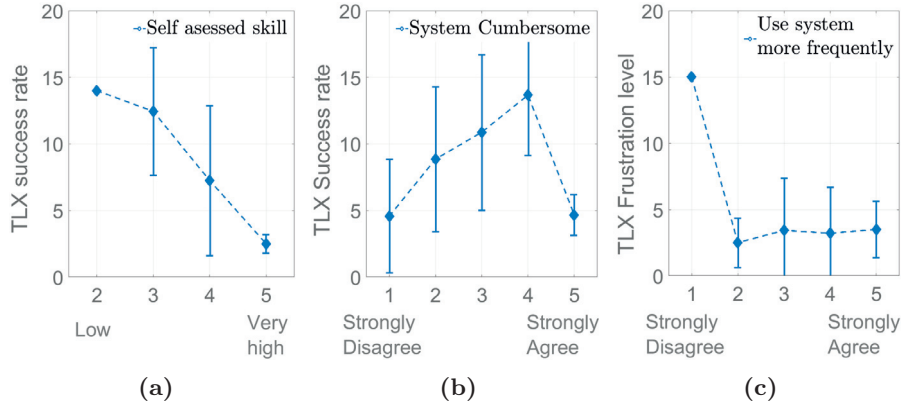 Self asessed skill
TLX success rate
20
15
10
5
0
2 3 4 5
Low
Very
high
(a)
System Cumbersome
TLX Success rate
20
15
10
5
0
1 2 3 4 5
Strongly
Disagree
Strongly
Agree
(b)
Use system
more frequently
TLX Frustration level
20
15
10
5
0
1 2 3 4 5
Strongly
Disagree
Strongly
Agree
(c)